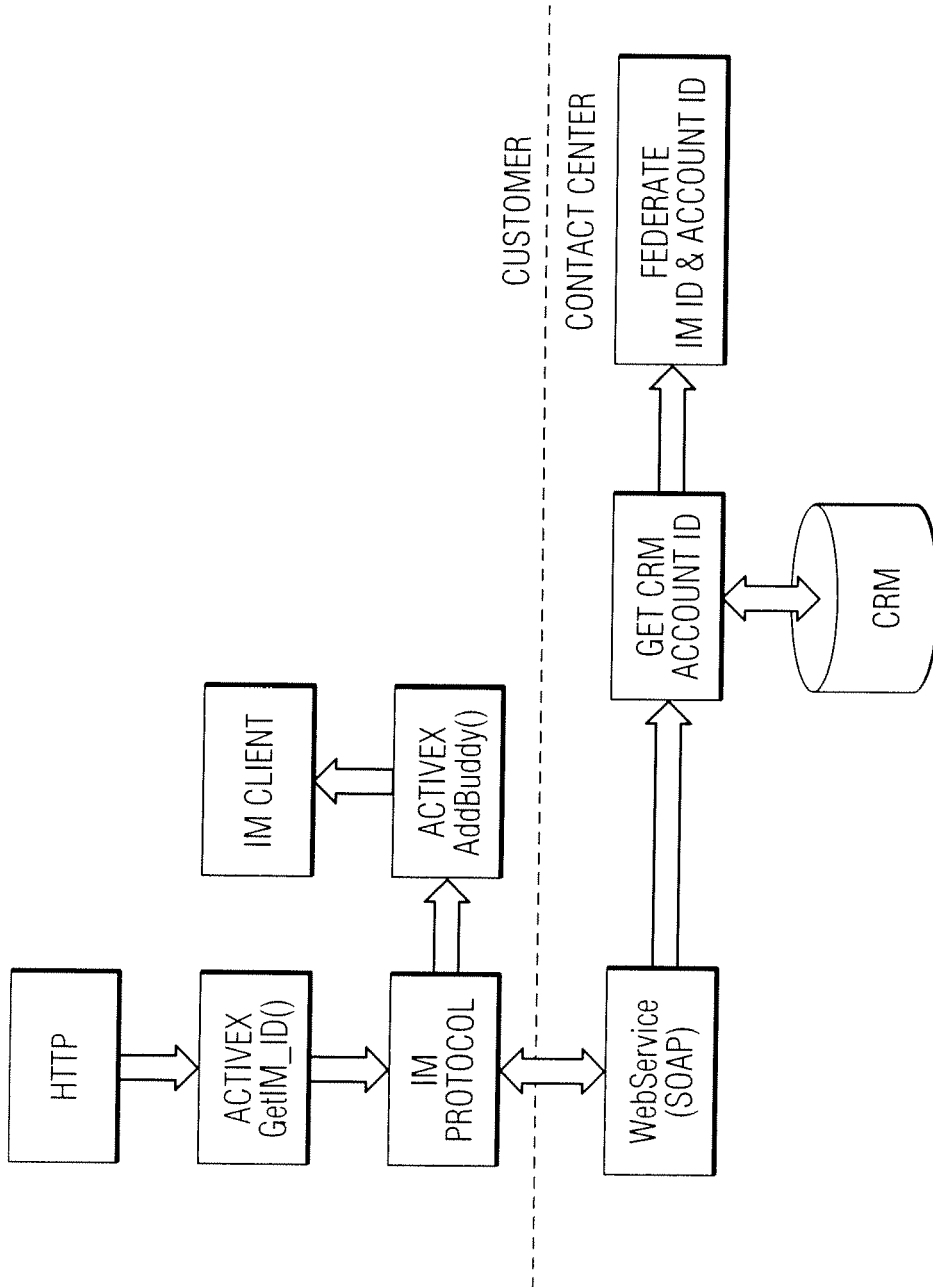 HTTP
ACTIVEX
GetIM_ID()
IM
PROTOCOL
IM CLIENT
ACTIVEX
AddBuddy()
CUSTOMER
CONTACT CENTER
WebService
(SOAP)
GET CRM
ACCOUNT ID
FEDERATE
IM ID & ACCOUNT ID
CRM